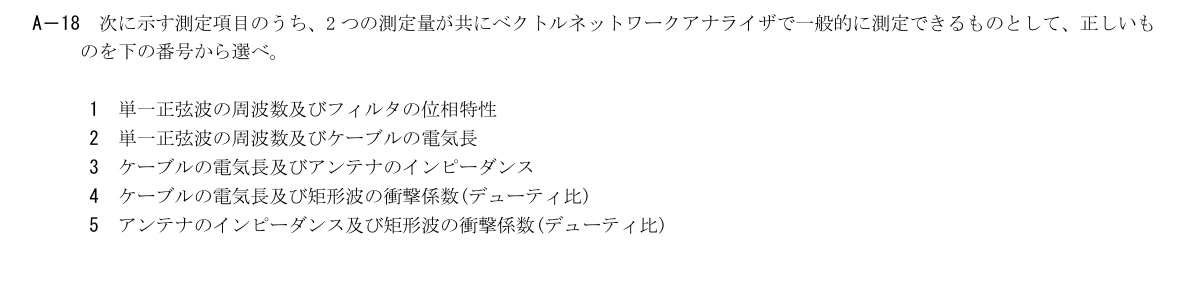 A－18 次に示す測定項目のうち、2 つの測定量が共にベクトルネットワークアナライザで一般的に測定できるものとして、正しいも
のを下の番号から選べ。
1 単一正弦波の周波数及びフィルタの位相特性
2 単一正弦波の周波数及びケーブルの電気長
3 ケーブルの電気長及びアンテナのインピーダンス
4 ケーブルの電気長及び矩形波の衝撃係数(デューティ比)
5 アンテナのインピーダンス及び矩形波の衝撃係数(デューティ比)